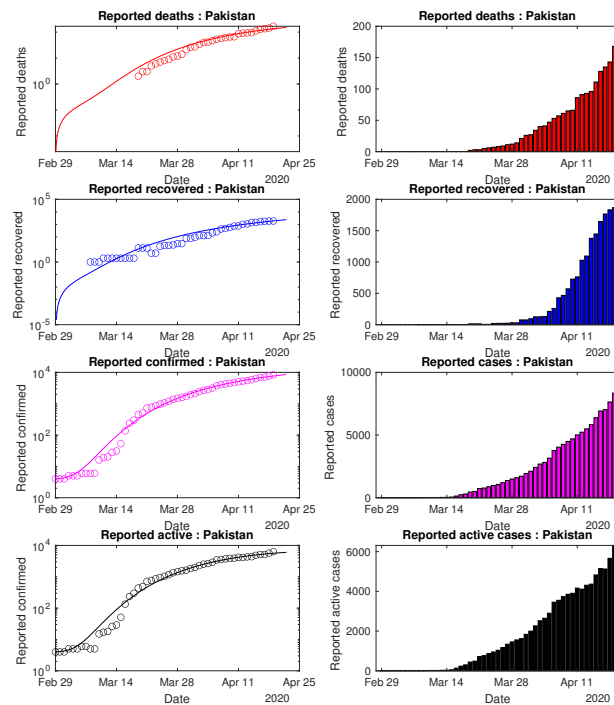 Reported deaths : Pakistan
Reported deaths
10^0
Feb 29 Mar 14 Mar 28 Apr 11 Apr 25
Date 2020
Reported deaths : Pakistan
Reported deaths
200
150
100
50
0
Feb 29 Mar 14 Mar 28 Apr 11
Date
Reported recovered : Pakistan
Reported recovered
10^5
10^0
10^-5
Feb 29 Mar 14 Mar 28 Apr 11 Apr 25
Date 2020
Reported recovered : Pakistan
Reported recovered
2000
1500
1000
500
0
Feb 29 Mar 14 Mar 28 Apr 11
Date
Reported confirmed : Pakistan
Reported confirmed
10^4
10^2
10^0
Feb 29 Mar 14 Mar 28 Apr 11 Apr 25
Date 2020
Reported cases : Pakistan
Reported cases
10000
5000
0
Feb 29 Mar 14 Mar 28 Apr 11
Date 2020
Reported active : Pakistan
Reported confirmed
10^4
10^2
10^0
Feb 29 Mar 14 Mar 28 Apr 11 Apr 25
Date 2020
Reported active cases : Pakistan
Reported active cases
6000
4000
2000
0
Feb 29 Mar 14 Mar 28 Apr 11
Date 2020